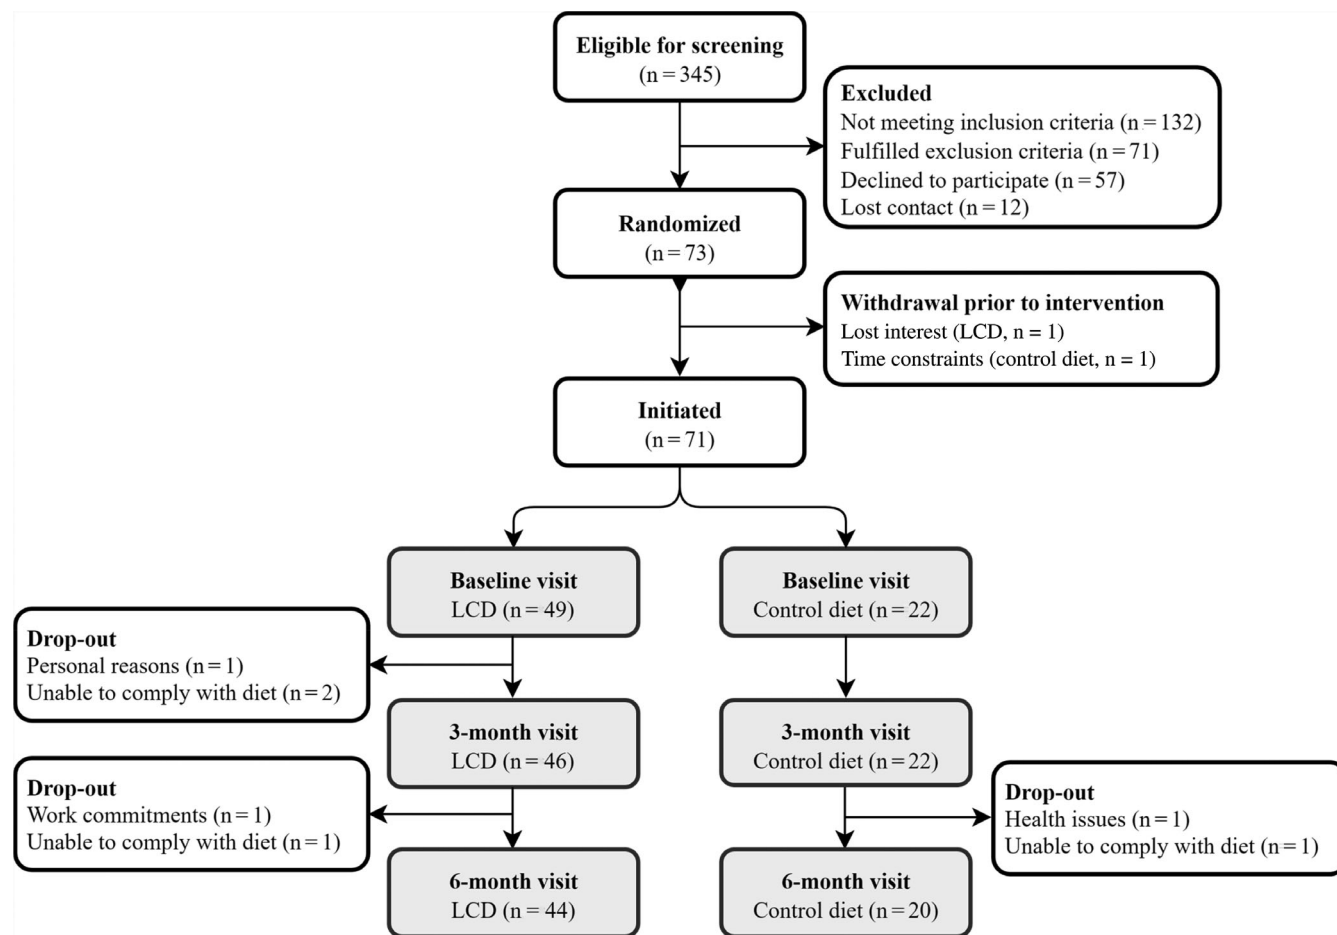 Eligible for screening
(n = 345)
Excluded
Not meeting inclusion criteria (n = 132)
Fulfilled exclusion criteria (n = 71)
Declined to participate (n = 57)
Lost contact (n = 12)
Randomized
(n = 73)
Withdrawal prior to intervention
Lost interest (LCD, n = 1)
Time constraints (control diet, n = 1)
Initiated
(n = 71)
Baseline visit
LCD (n = 49)
Baseline visit
Control diet (n = 22)
Drop-out
Personal reasons (n = 1)
Unable to comply with diet (n = 2)
3-month visit
LCD (n = 46)
3-month visit
Control diet (n = 22)
Drop-out
Work commitments (n = 1)
Unable to comply with diet (n = 1)
Drop-out
Health issues (n = 1)
Unable to comply with diet (n = 1)
6-month visit
LCD (n = 44)
6-month visit
Control diet (n = 20)